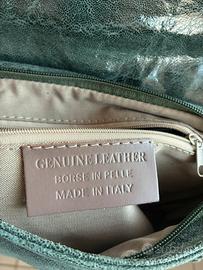 GENUINE LEATHER
BORSE IN PELLE
MADE IN ITALY